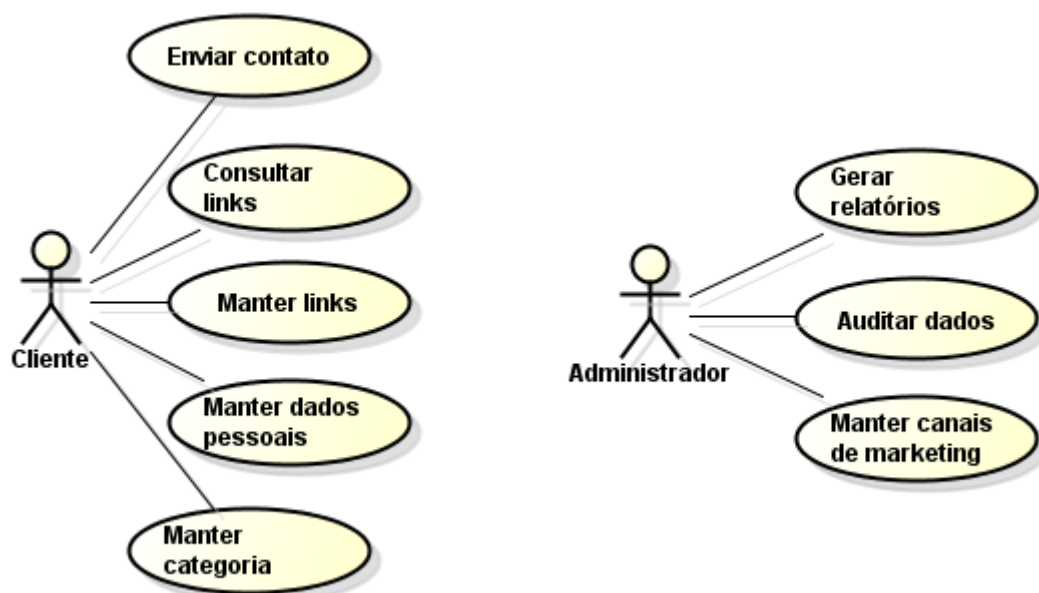 Enviar contato
Consultar
links
Manter links
Cliente
Manter dados
pessoais
Manter
categoria
Gerar
relatórios
Auditar dados
Administrador
Manter canais
de marketing